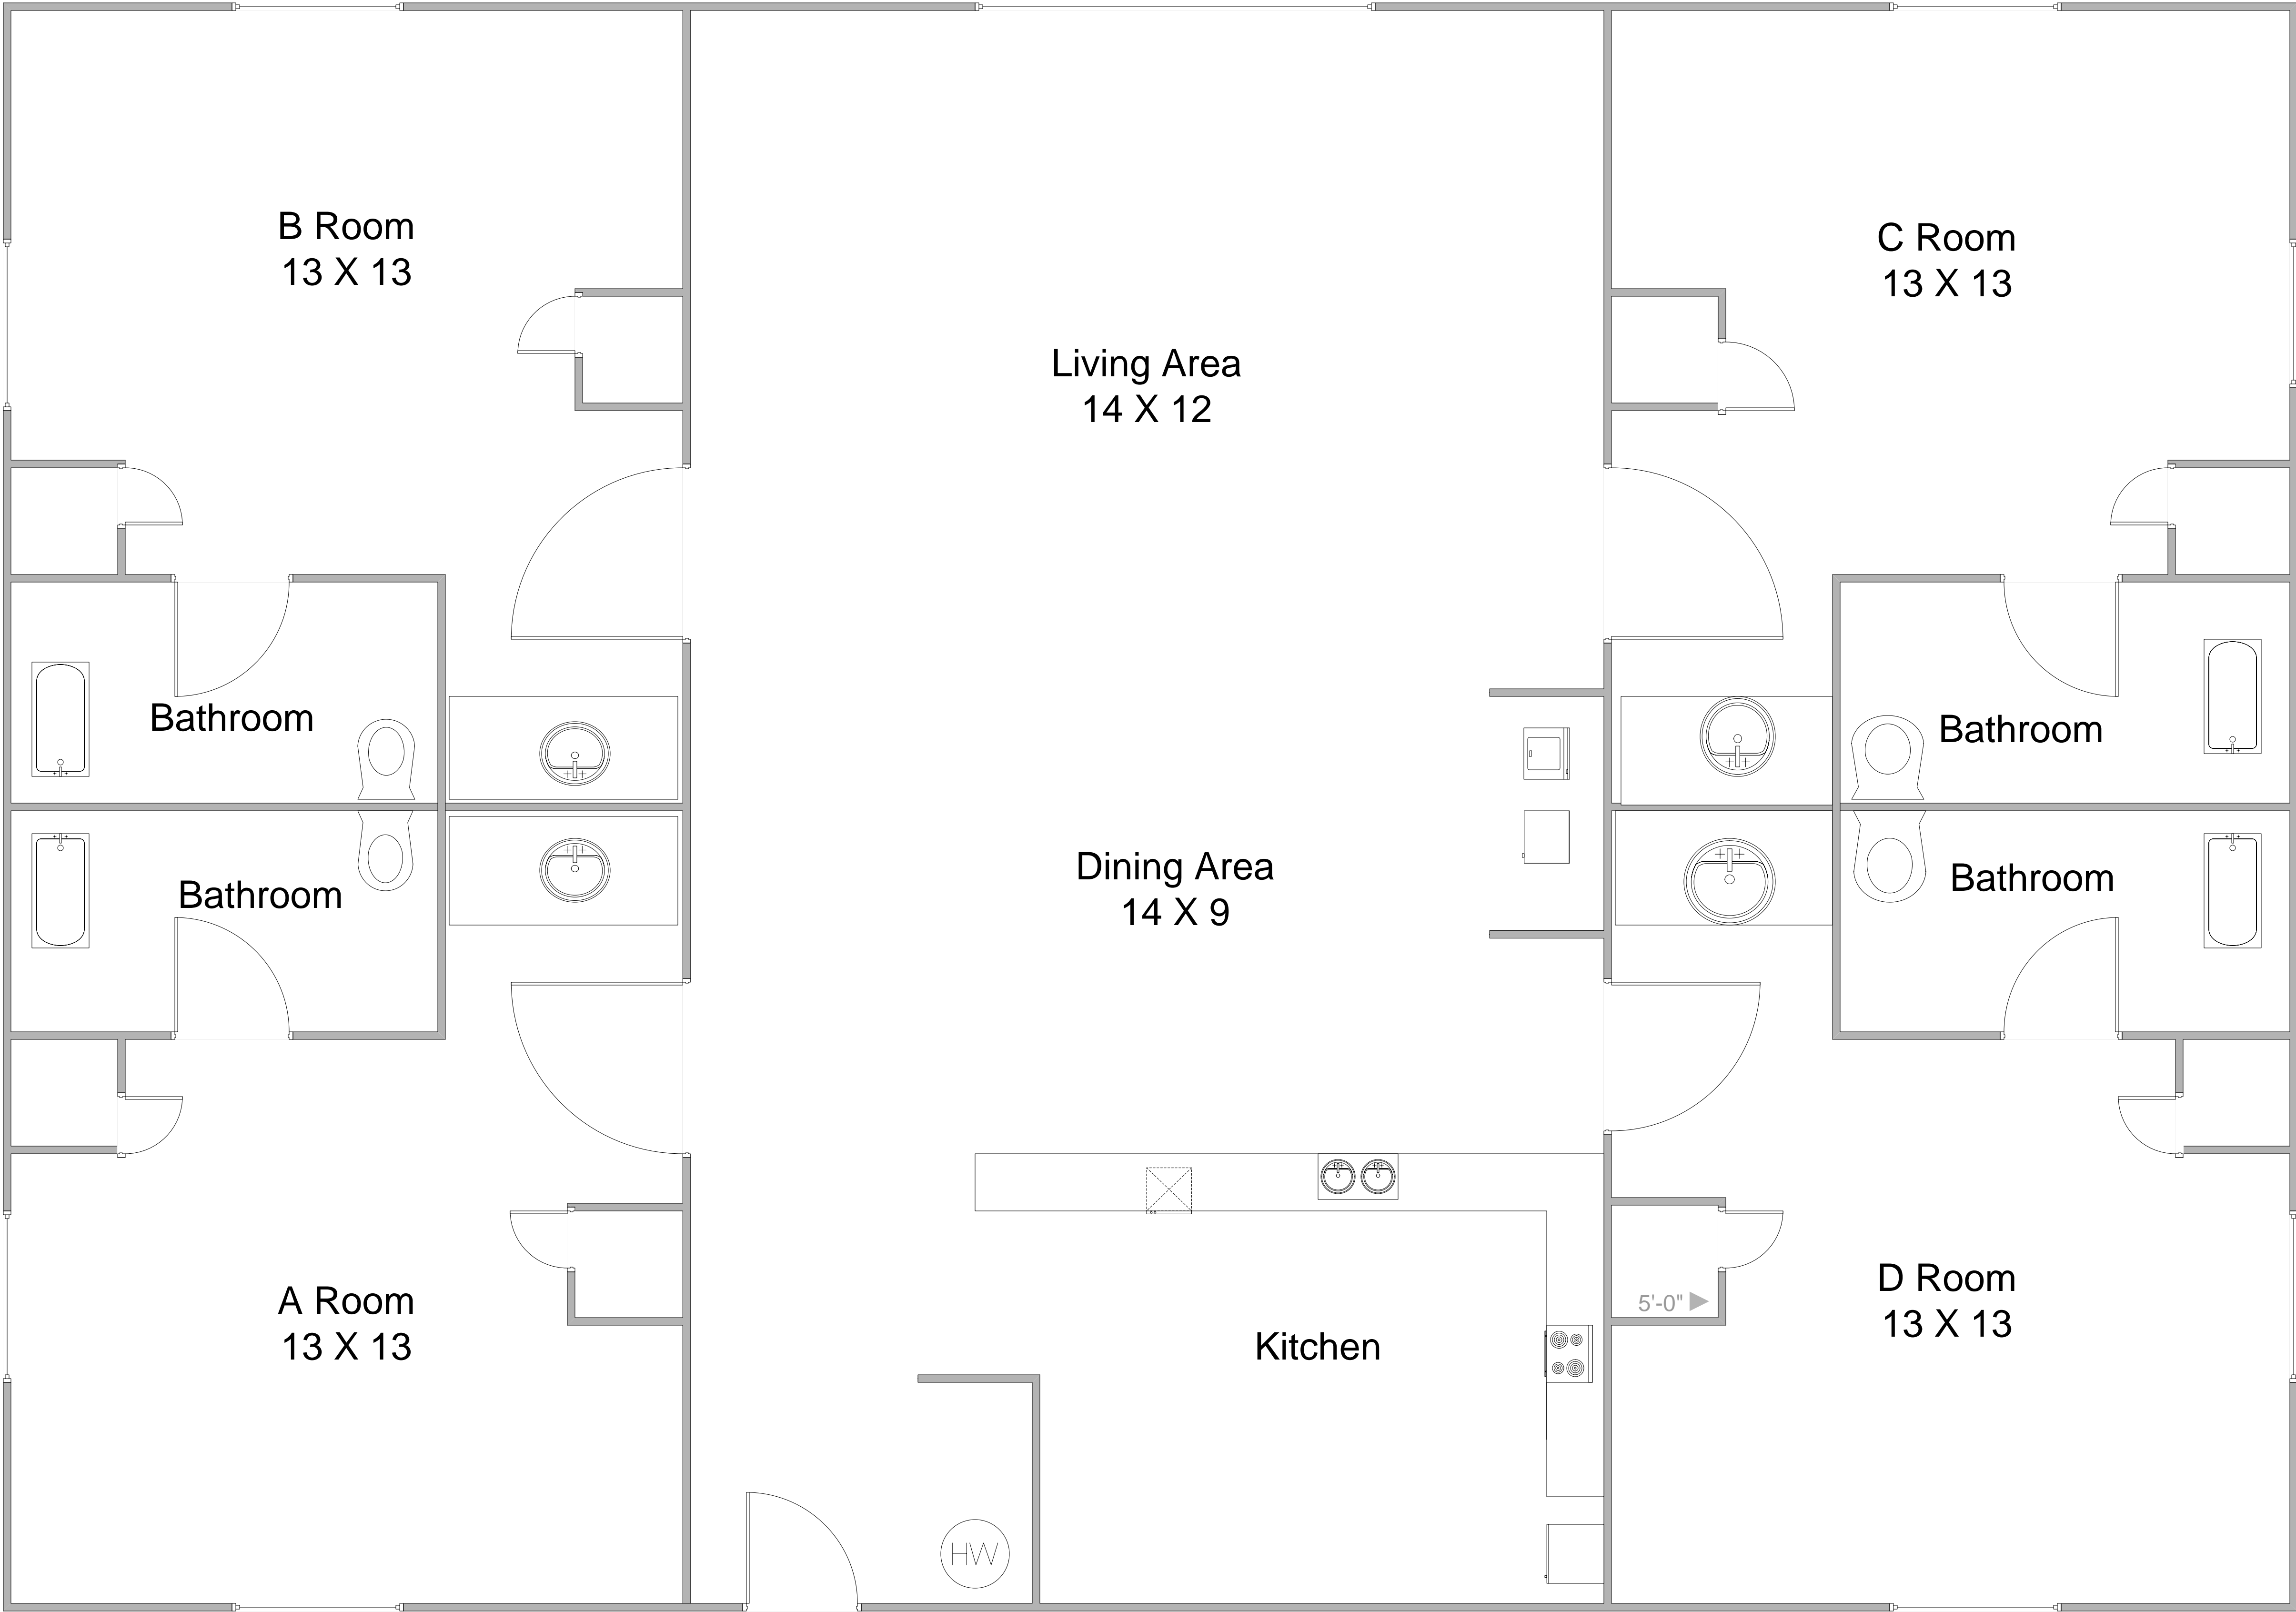 B Room
13 X 13
C Room
13 X 13
Living Area
14 X 12
Bathroom
Bathroom
Dining Area
14 X 9
Bathroom
Bathroom
A Room
13 X 13
D Room
13 X 13
5'-0"
Kitchen
HW